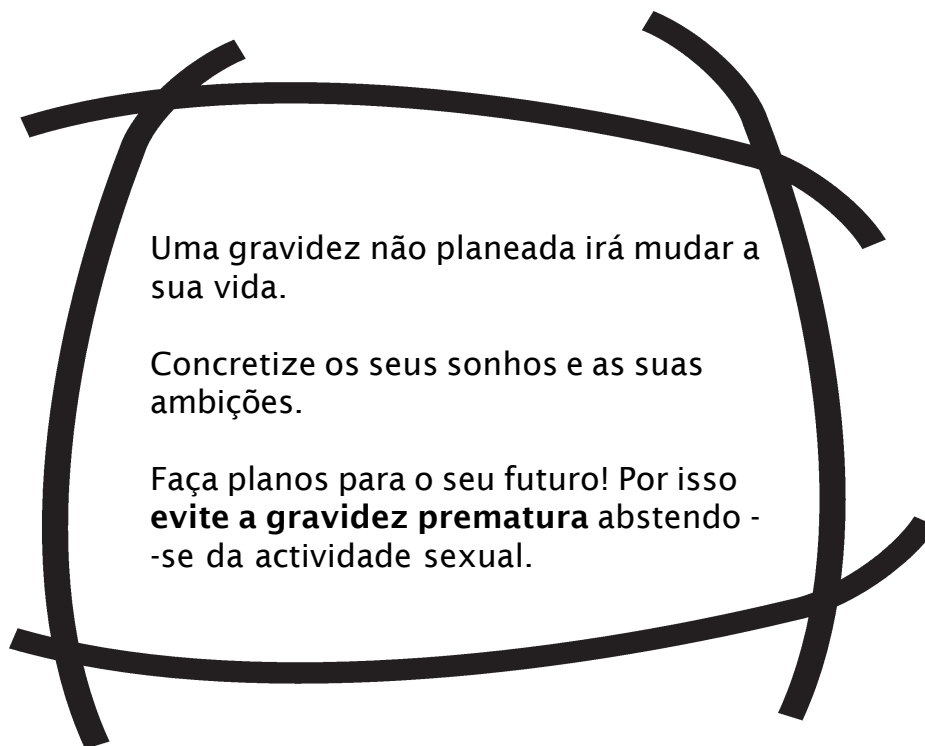 Uma gravidez não planeada irá mudar a
sua vida.
Concretize os seus sonhos e as suas
ambições.
Faça planos para o seu futuro! Por isso
evite a gravidez prematura abstendo -
-se da actividade sexual.